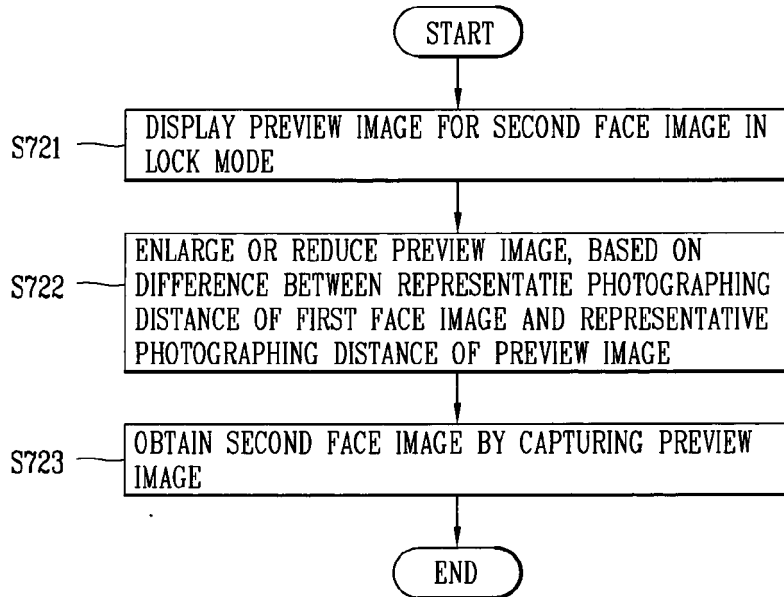 START
S721
DISPLAY PREVIEW IMAGE FOR SECOND FACE IMAGE IN
LOCK MODE
S722
ENLARGE OR REDUCE PREVIEW IMAGE, BASED ON
DIFFERENCE BETWEEN REPRESENTATIE PHOTOGRAPHING
DISTANCE OF FIRST FACE IMAGE AND REPRESENTATIVE
PHOTOGRAPHING DISTANCE OF PREVIEW IMAGE
S723
OBTAIN SECOND FACE IMAGE BY CAPTURING PREVIEW
IMAGE
END